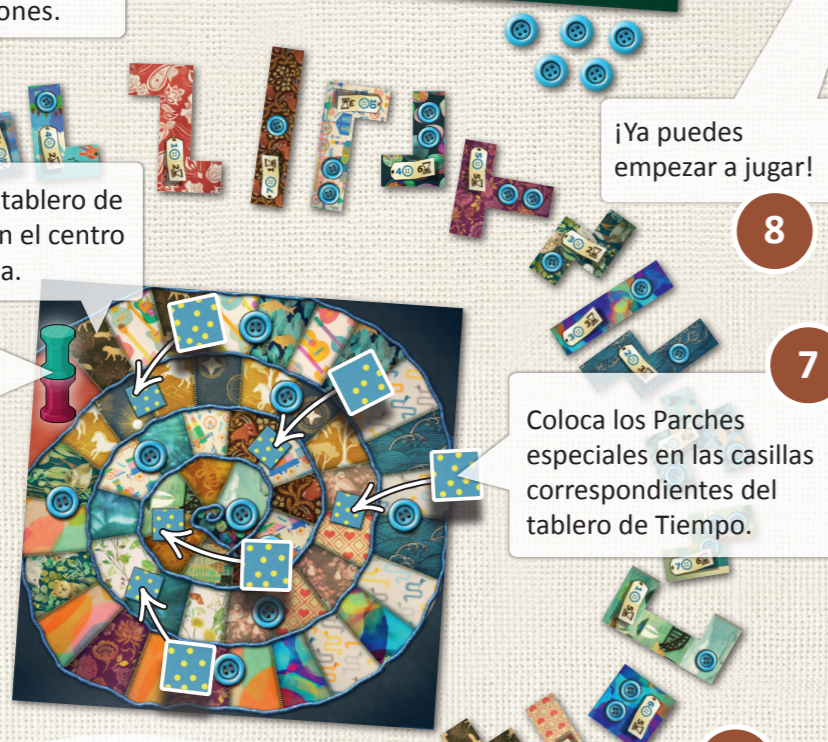 ones.
¡Ya puedes
empezar a jugar!
8
tablero de
n el centro
a.
7
Coloca los Parches
especiales en las casillas
correspondientes del
tablero de Tiempo.